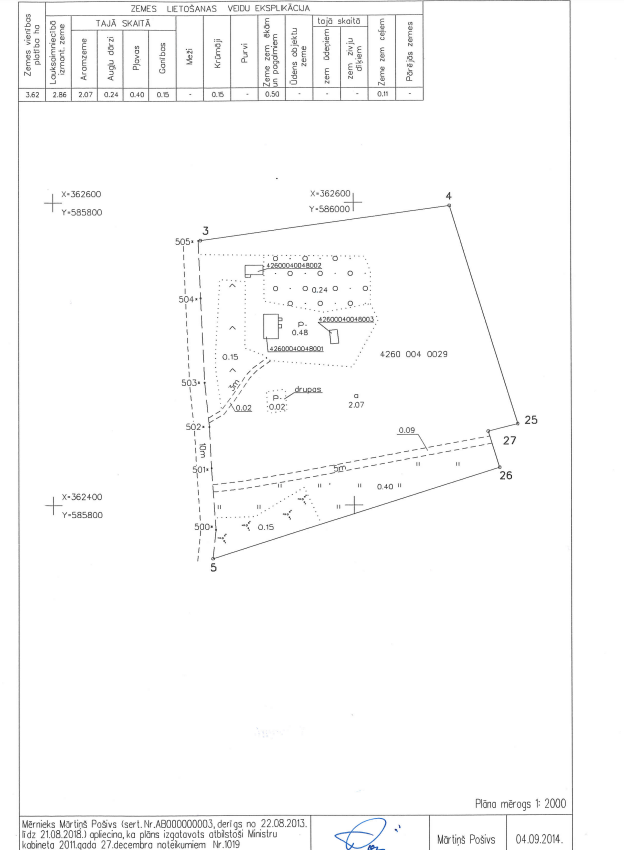 ZEMES LIETOŠANAS VEIDU EKSPLIKĀCIJA
Zemes vienības platība ha
Lauksaimniecībā izmant. zeme
TAJĀ SKAITĀ
Aramzeme
Augļu dārzi
Pļavas
Ganības
Meži
Krūmāji
Purvi
Zeme zem ēkām un pagalmiem
Ūdens objektu zeme
tajā skaitā
zem ūdeņiem
zem zivju dīķiem
Zeme zem ceļiem
Pārējās zemes
3.62 2.86 2.07 0.24 0.40 0.15 - 0.15 - 0.50 - - - 0.11 -
X=362600
Y=585800
X=362600
Y=586000
4
3
505
42600040048002
0.24
504
42600040048003
P
0.48
42600040048001
0.15
4260 004 0029
503
3m
drupas
P
0.02
0.02
a
2.07
502
25
0.09
27
10m
501
5m
26
0.40
X=362400
Y=585800
500
0.15
5
Plāna mērogs 1: 2000
Mērnieks Mārtiņš Pošivs (sert. Nr.AB000000003, derīgs no 22.08.2013.
līdz 21.08.2018.) apliecina, ka plāns izgatavots atbilstoši Ministru
kabineta 2011.gada 27.decembra noteikumiem Nr.1019
Mārtiņš Pošivs
04.09.2014.